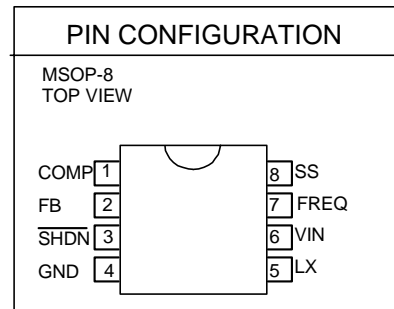 PIN CONFIGURATION
MSOP-8
TOP VIEW
COMP 1 8 SS
FB 2 7 FREQ
SHDN 3 6 VIN
GND 4 5 LX